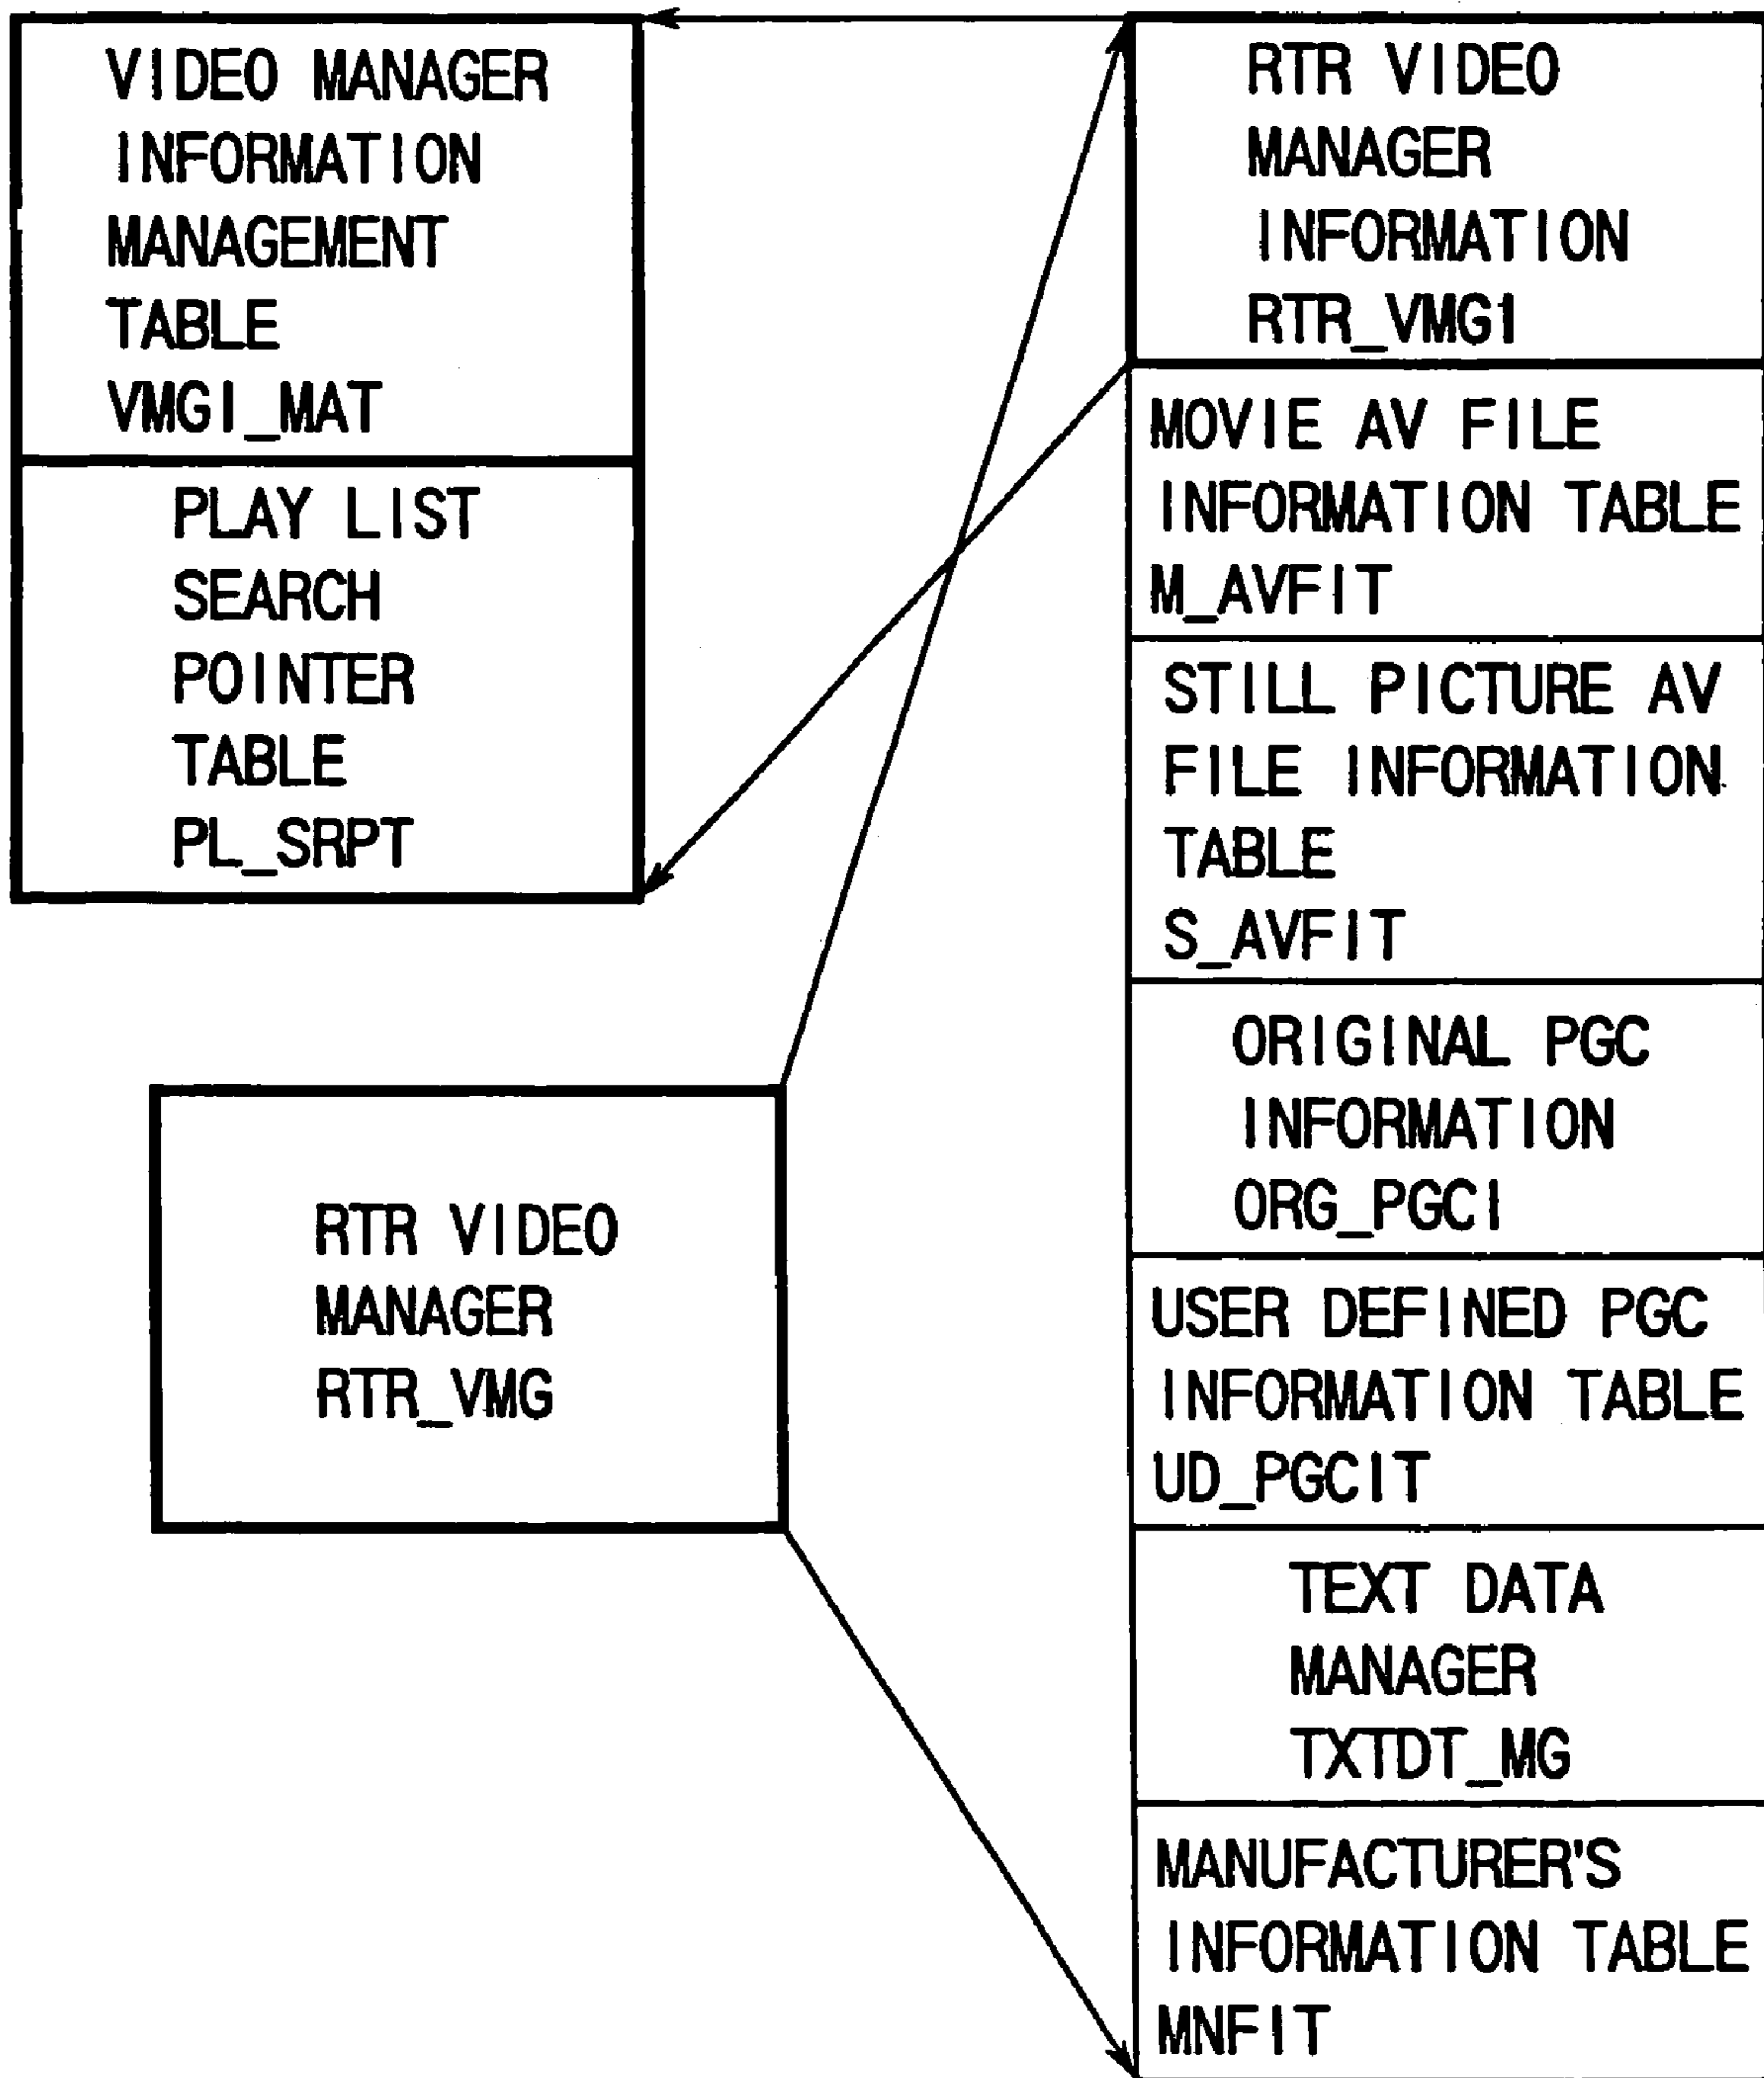 VIDEO MANAGER
INFORMATION
MANAGEMENT
TABLE
VMGI_MAT
PLAY LIST
SEARCH
POINTER
TABLE
PL_SRPT
RTR VIDEO
MANAGER
RTR_VMG
RTR VIDEO
MANAGER
INFORMATION
RTR_VMG1
MOVIE AV FILE
INFORMATION TABLE
M_AVFIT
STILL PICTURE AV
FILE INFORMATION
TABLE
S_AVFIT
ORIGINAL PGC
INFORMATION
ORG_PGCI
USER DEFINED PGC
INFORMATION TABLE
UD_PGCIT
TEXT DATA
MANAGER
TXTDT_MG
MANUFACTURER'S
INFORMATION TABLE
MNFIT